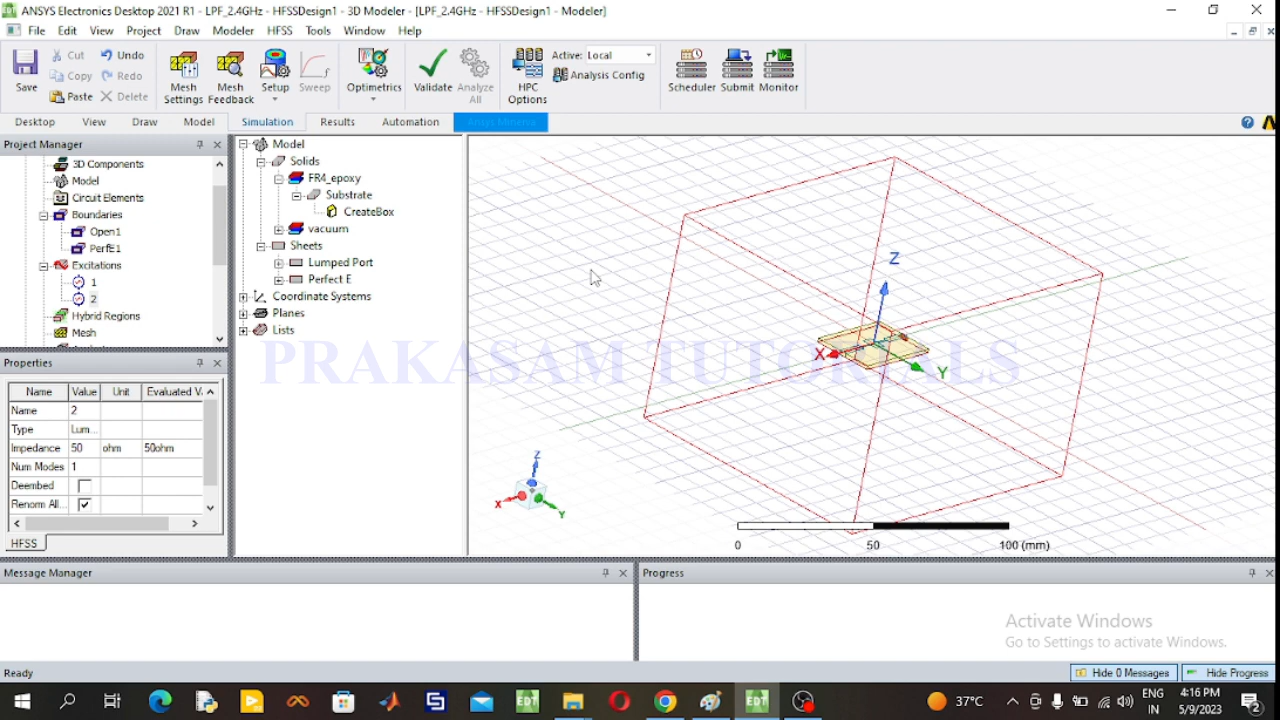 ANSYS Electronics Desktop 2021 R1 - LPF_2.4GHz - HFSSDesign1 - 3D Modeler - [LPF_2.4GHz - HFSSDesign1 - Modeler]
File Edit View Project Draw Modeler HFSS Tools Window Help
Save
Cut
Copy
Paste
Undo
Redo
Delete
Mesh Settings
Mesh Feedback
Setup
Sweep
Optimetrics
Validate
Analyze All
HPC Options
Active: Local
Analysis Config
Scheduler
Submit
Monitor
Desktop View Draw Model Simulation Results Automation Ansys Minerva
Project Manager
3D Components
Model
Circuit Elements
Boundaries
Open1
PerfE1
Excitations
1
2
Hybrid Regions
Mesh
Properties
Name Value Unit Evaluated V
Name 2
Type Lum...
Impedance 50 ohm 50ohm
Num Modes 1
Deembed
Renorm All...
HFSS
Model
Solids
FR4_epoxy
Substrate
CreateBox
vacuum
Sheets
Lumped Port
Perfect E
Coordinate Systems
Planes
Lists
PRAKASAM TUTORIALS
Z
X
Y
Z
X
Y
0 50 100 (mm)
Message Manager
Progress
Activate Windows
Go to Settings to activate Windows.
Ready
Hide 0 Messages
Hide Progress
37°C
ENG
IN
4:16 PM
5/9/2023
2